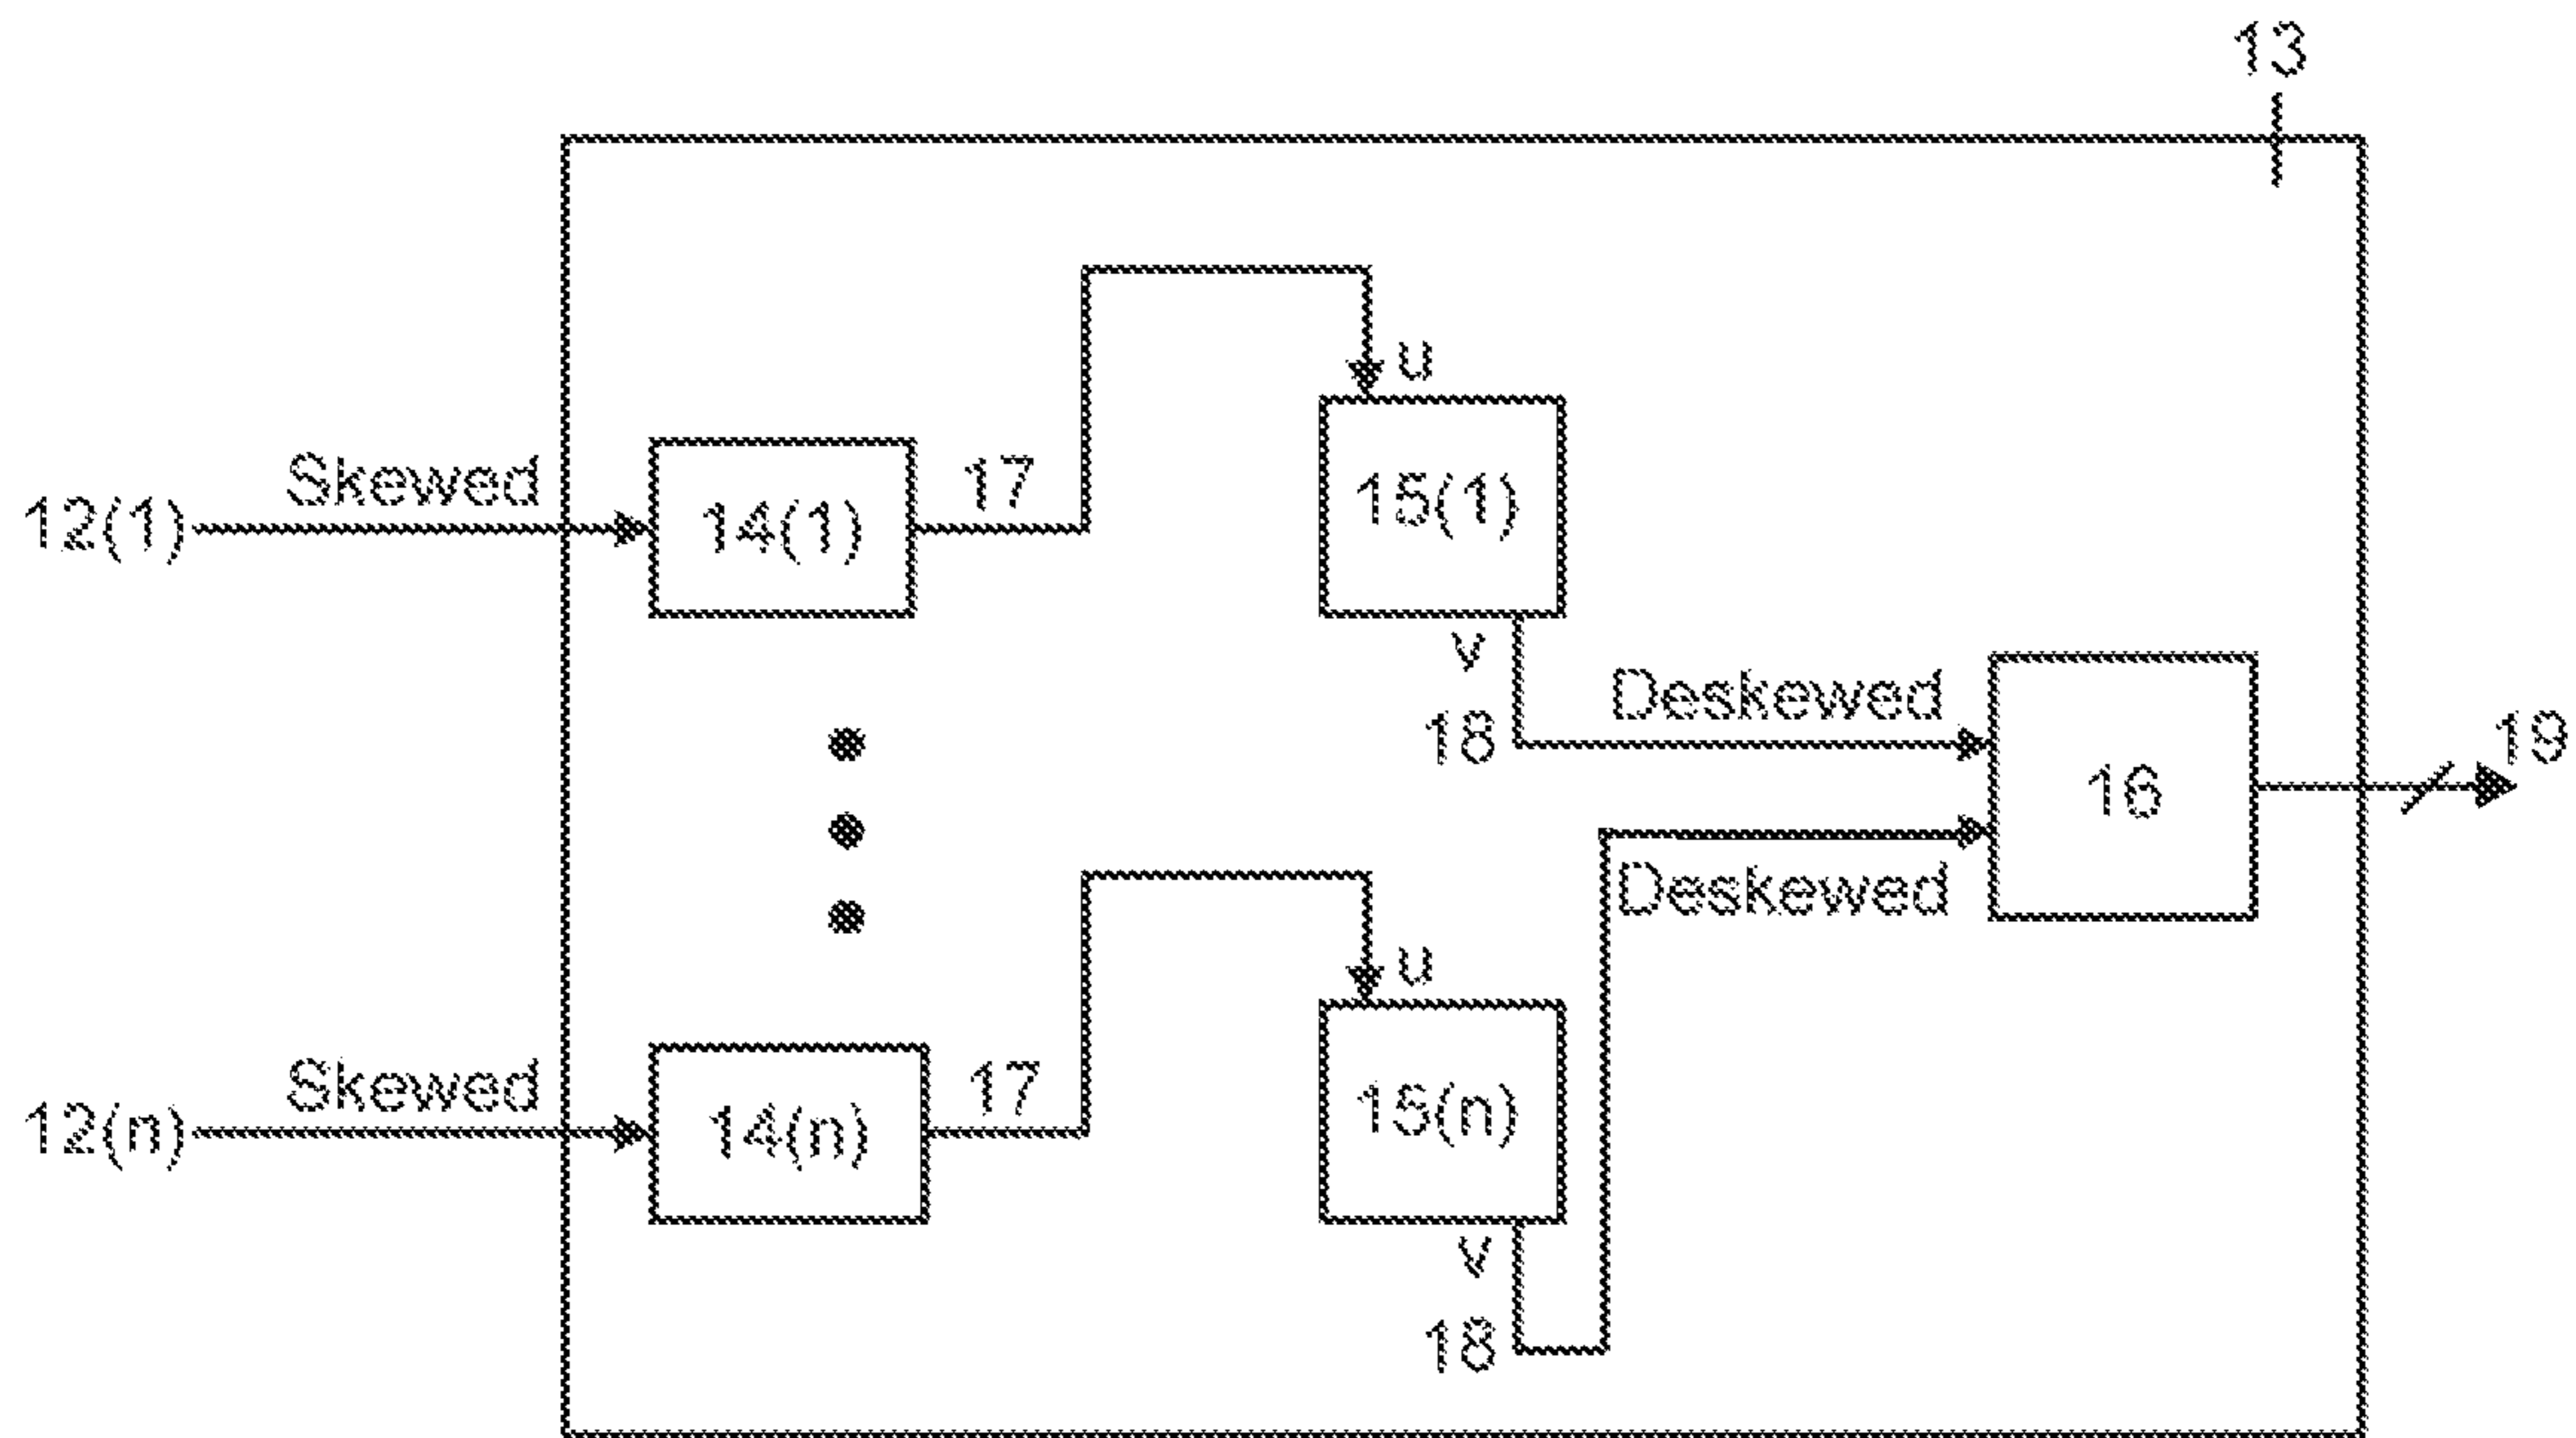 13
u
Skewed
17
12(1)
14(1)
15(1)
v
Deskewed
18
19
16
Deskewed
u
Skewed
17
12(n)
14(n)
15(n)
v
18